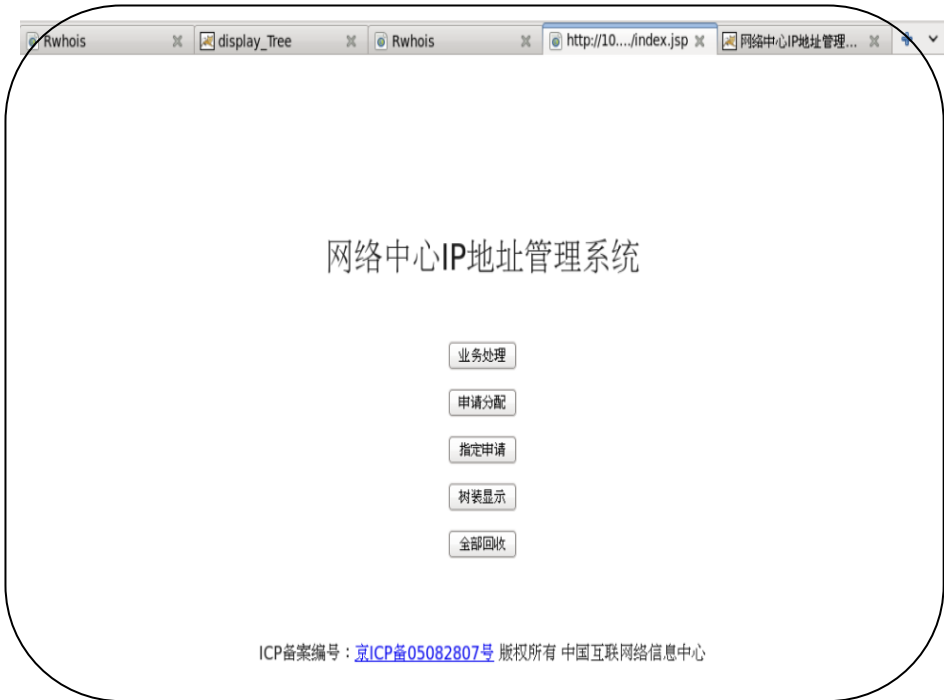 Rwhois display_Tree Rwhois http://10..../index.jsp 网络中心IP地址管理...
网络中心IP地址管理系统
业务处理
申请分配
指定申请
树装显示
全部回收
ICP备案编号：京ICP备05082807号 版权所有 中国互联网络信息中心